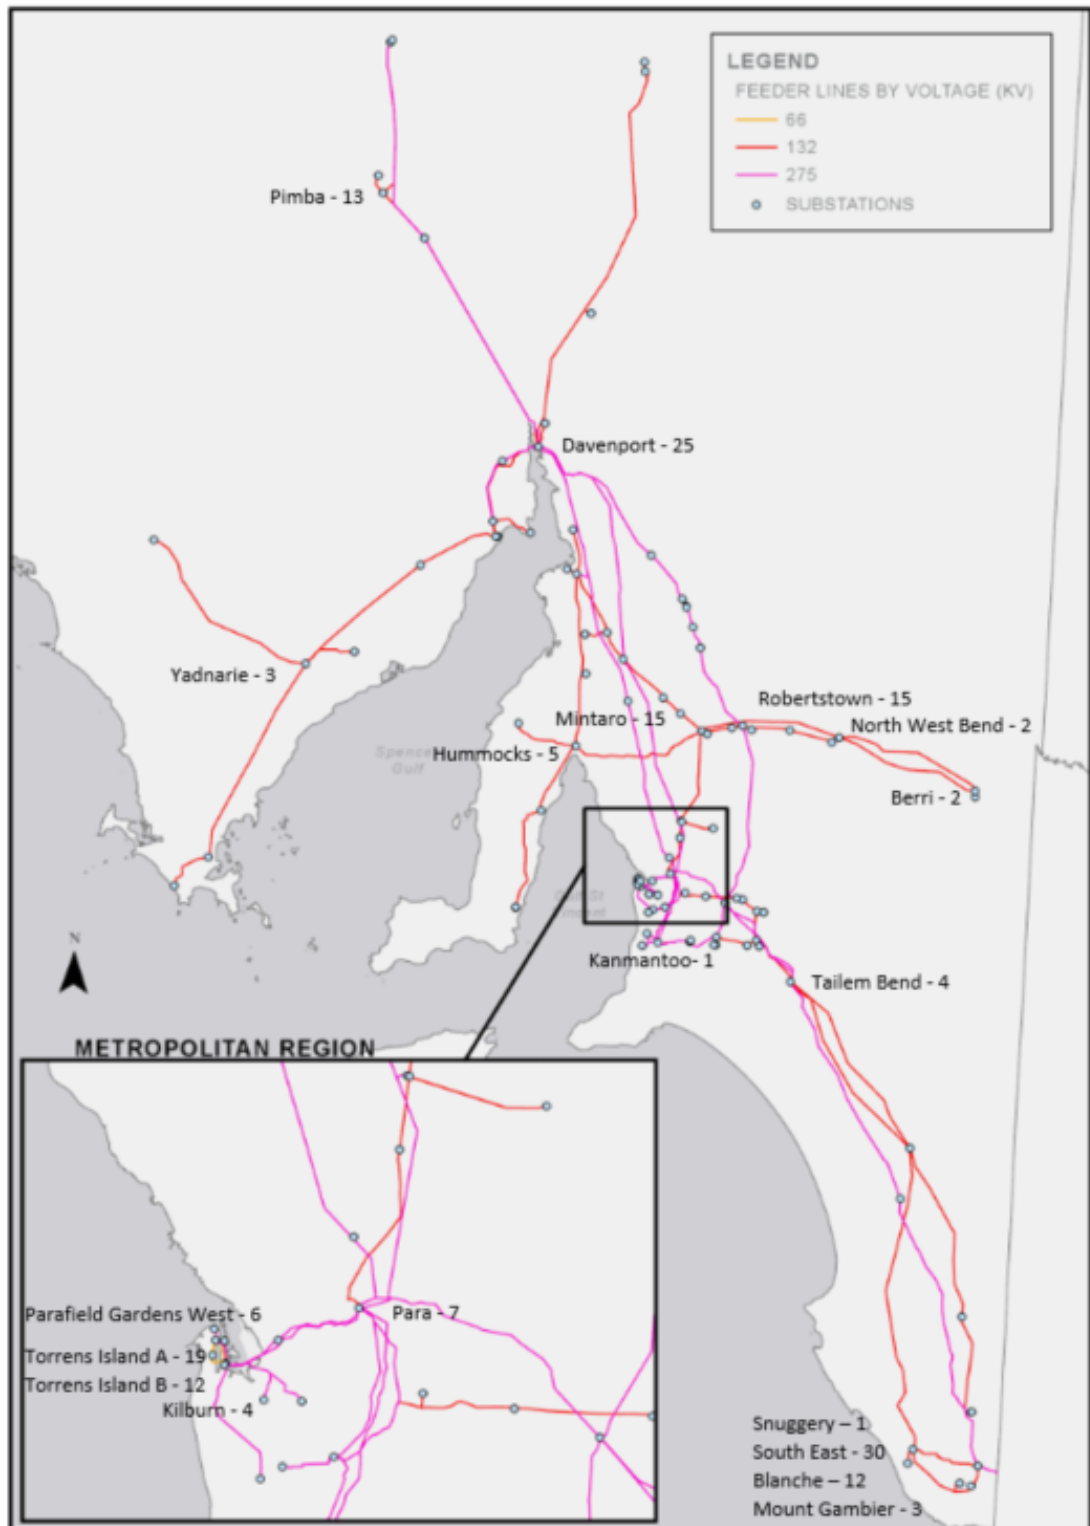 LEGEND
FEEDER LINES BY VOLTAGE (KV)
66
132
275
SUBSTATIONS
Pimba - 13
Davenport - 25
Yadnarie - 3
Robertstown - 15
Mintaro - 15
North West Bend - 2
Spencer
Gulf
Hummocks - 5
Berri - 2
N
Kanmantoo- 1
Tailem Bend - 4
METROPOLITAN REGION
Parafield Gardens West - 6
Para - 7
Torrens Island A - 19
Torrens Island B - 12
Kilburn - 4
Snuggery – 1
South East - 30
Blanche – 12
Mount Gambier - 3